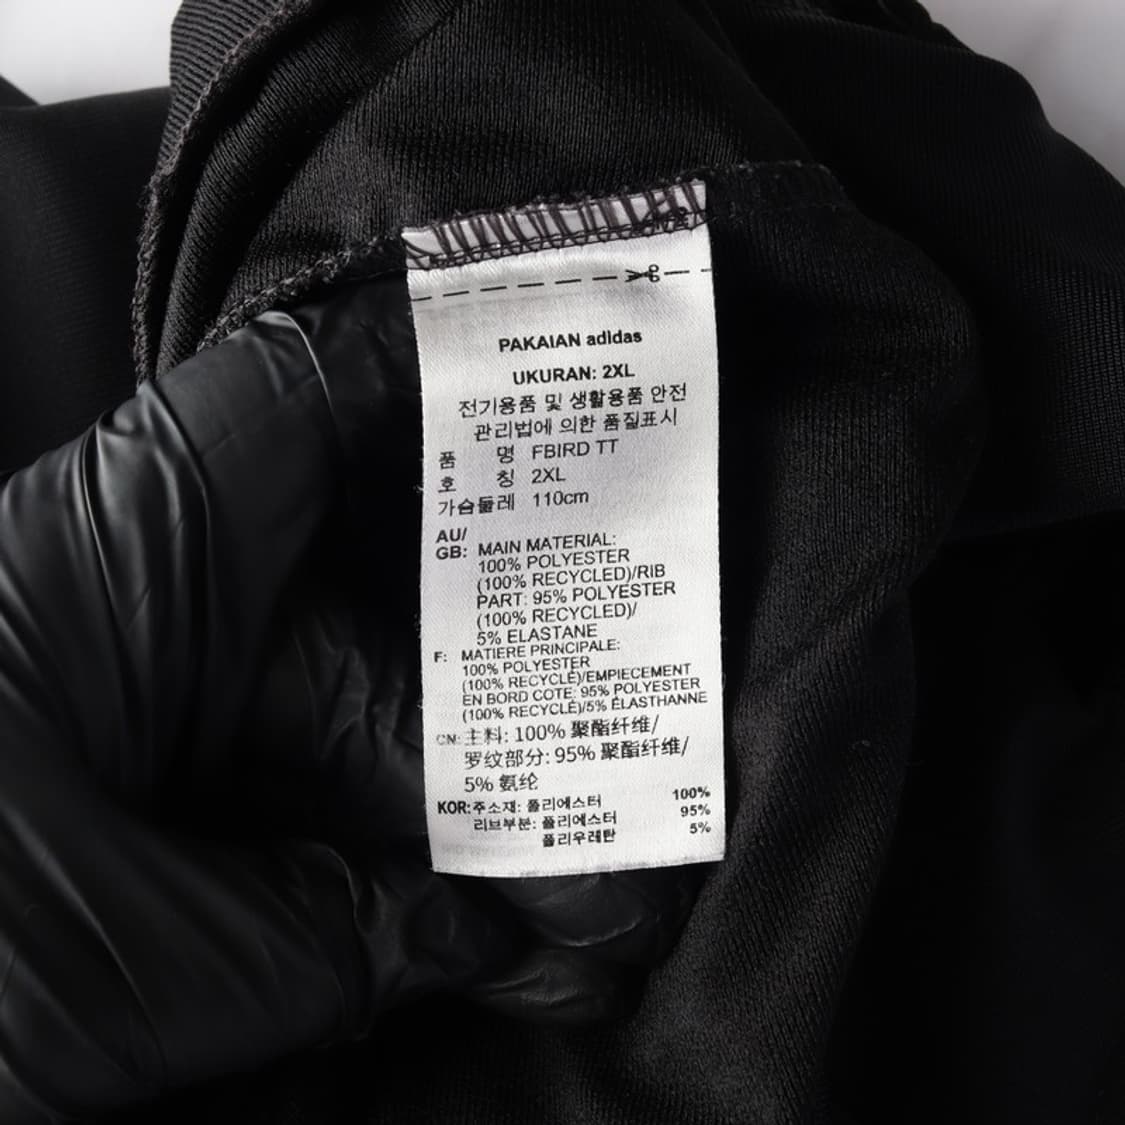 PAKAIAN adidas
UKURAN: 2XL
전기용품 및 생활용품 안전
관리법에 의한 품질표시
품 명 FBIRD TT
호 칭 2XL
가슴둘레 110cm
AU/
GB: MAIN MATERIAL:
100% POLYESTER
(100% RECYCLED)/RIB
PART: 95% POLYESTER
(100% RECYCLED)/
5% ELASTANE
F: MATIERE PRINCIPALE:
100% POLYESTER
(100% RECYCLÉ)/EMPIECEMENT
EN BORD COTE: 95% POLYESTER
(100% RECYCLÉ)/5% ÉLASTHANNE
CN: 主料: 100% 聚酯纤维/
罗纹部分: 95% 聚酯纤维/
5% 氨纶
KOR: 주소재: 폴리에스터 100%
리브부분: 폴리에스터 95%
폴리우레탄 5%